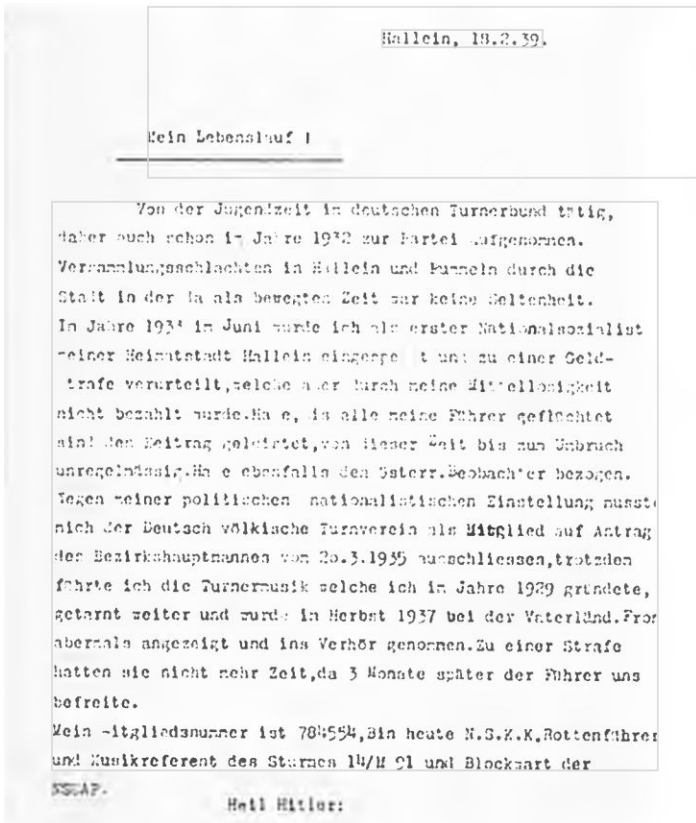 Hallein, 18.2.39.
Mein Lebenslauf !
Von der Jugendzeit im deutschen Turnerbund tätig,
daher auch schon im Jahre 1932 zur Partei aufgenommen.
Versammlungsschlachten in Hallein und Rummeln durch die
Stadt in der da als bewegten Zeit war keine Seltenheit.
Im Jahre 1933 im Juni wurde ich als erster Nationalsozialist
meiner Heimatstadt Hallein eingesperrt und zu einer Geld-
strafe verurteilt,welche aber durch meine Mittellosigkeit
nicht bezahlt wurde.Habe, da alle meine Führer geflüchtet
sind den Beitrag geleistet,von dieser Zeit bis zum Umbruch
unregelmässig.Habe ebenfalls den Österr.Beobachter bezogen.
Wegen meiner politischen nationalistischen Einstellung musste
mich der Deutsch völkische Turnverein als Mitglied auf Antrag
des Bezirkshauptmannes vom 20.3.1935 ausschliessen,trotzdem
führte ich die Turnermusik welche ich im Jahre 1929 gründete,
getarnt weiter und wurde im Herbst 1937 bei der Vaterländ.Fron
abermals angezeigt und ins Verhör genommen.Zu einer Strafe
hatten sie nicht mehr Zeit,da 3 Monate später der Führer uns
befreite.
Mein Mitgliedsnummer ist 784554,Bin heute N.S.K.K.Rottenführer
und Musikreferent des Sturmes 14/M 91 und Blockwart der
NSDAP.
Heil Hitler: